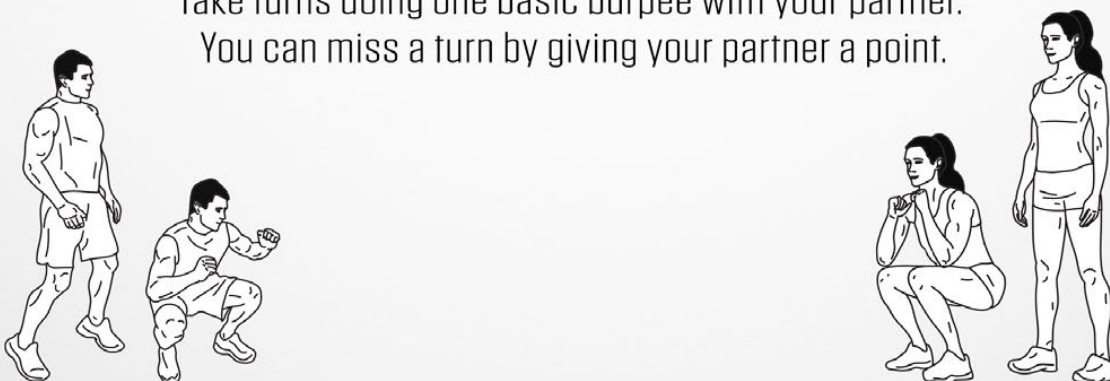 Take turns doing one basic burpee with your partner.
You can miss a turn by giving your partner a point.